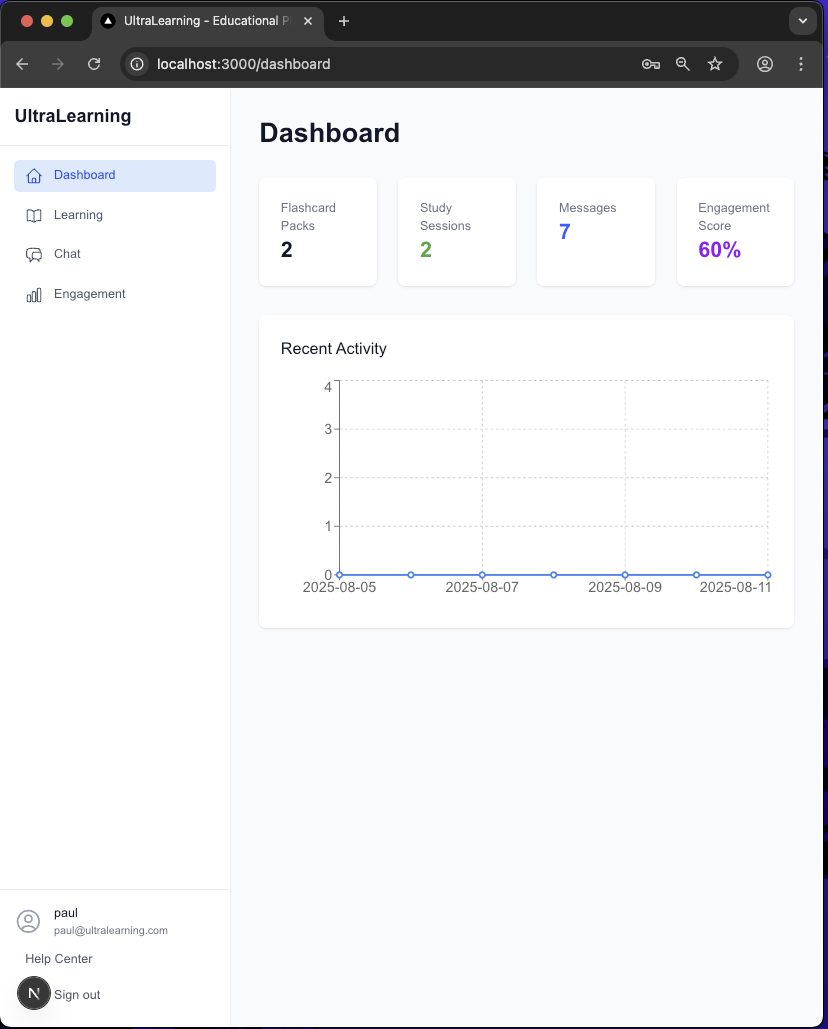 UltraLearning - Educational P
localhost:3000/dashboard
UltraLearning
Dashboard
Learning
Chat
Engagement
Dashboard
Flashcard
Packs
2
Study
Sessions
2
Messages
7
Engagement
Score
60%
Recent Activity
4
3
2
1
0
2025-08-05 2025-08-07 2025-08-09 2025-08-11
paul
paul@ultralearning.com
Help Center
N
Sign out